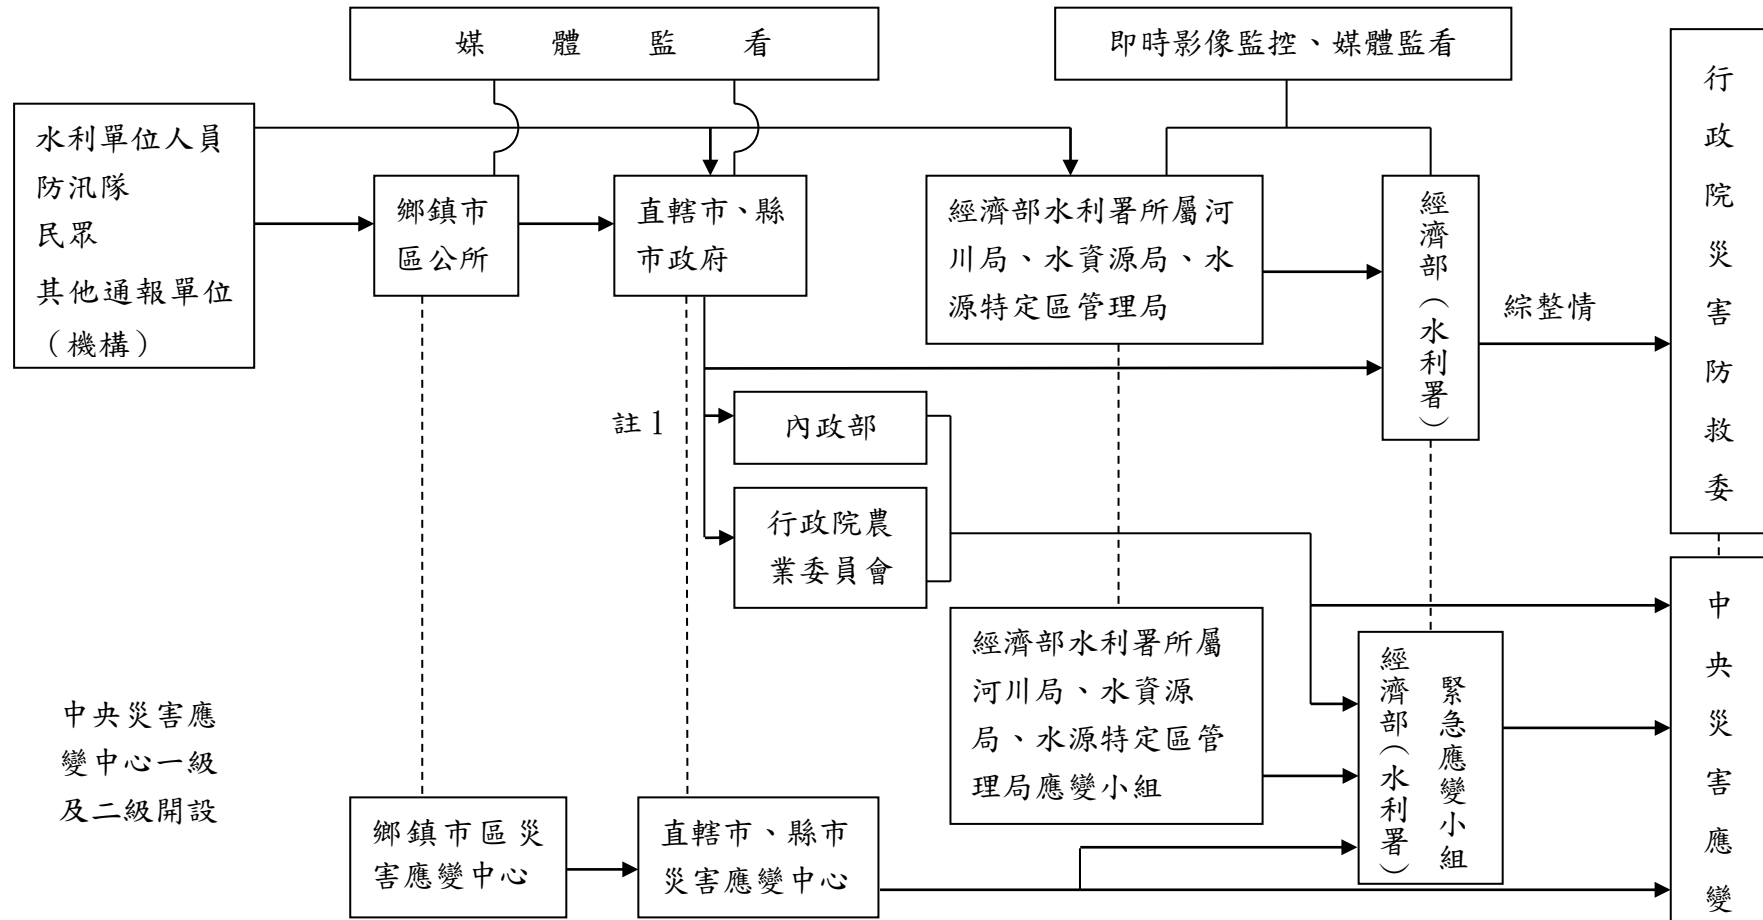 媒體監看
即時影像監控、媒體監看
行政院災害防救委
水利單位人員
防汛隊
民眾
其他通報單位
（機構）
鄉鎮市
區公所
直轄市、縣
市政府
經濟部水利署所屬河
川局、水資源局、水
源特定區管理局
經濟部（水利署）
綜整情
註1
內政部
行政院農
業委員會
中央災害應
變中心一級
及二級開設
鄉鎮市區災
害應變中心
直轄市、縣市
災害應變中心
經濟部水利署所屬
河川局、水資源
局、水源特定區管
理局應變小組
經濟部（水利署）
緊急應變小組
中央災害應變